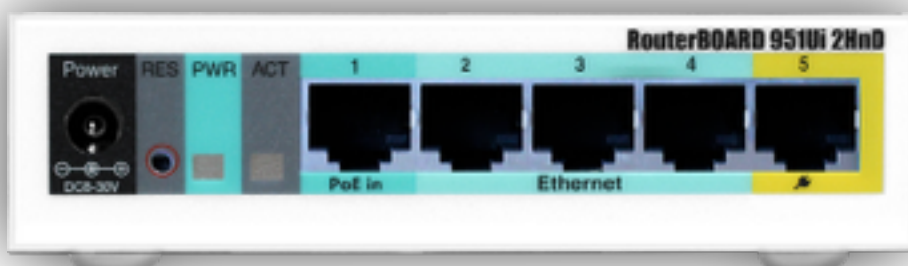 RouterBOARD 951Ui 2HnD
Power RES PWR ACT 1 2 3 4 5
DC8-30V
PoE in Ethernet